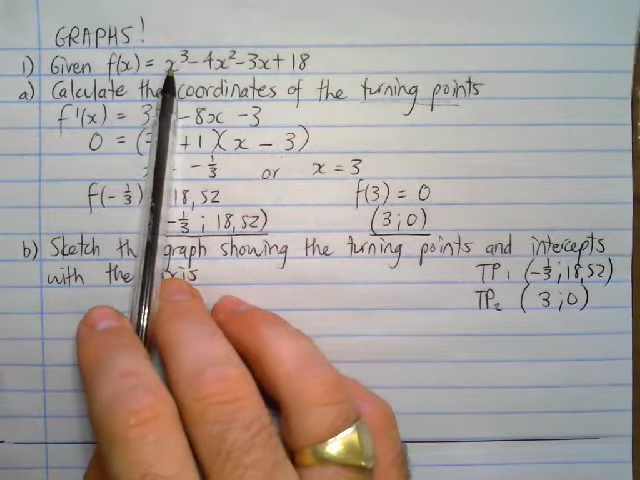 GRAPHS!
1) Given f(x) = x³ - 4x² - 3x + 18
a) Calculate the coordinates of the turning points
f'(x) = 3 - 8x - 3
0 = ( + 1)(x - 3)
- 1/3 or x = 3
f(-1/3) 18,52 f(3) = 0
-1/3 ; 18,52) (3;0)
b) Sketch the graph showing the turning points and intercepts
with the xis
TP₁ (-1/3 ; 18,52)
TP₂ (3;0)